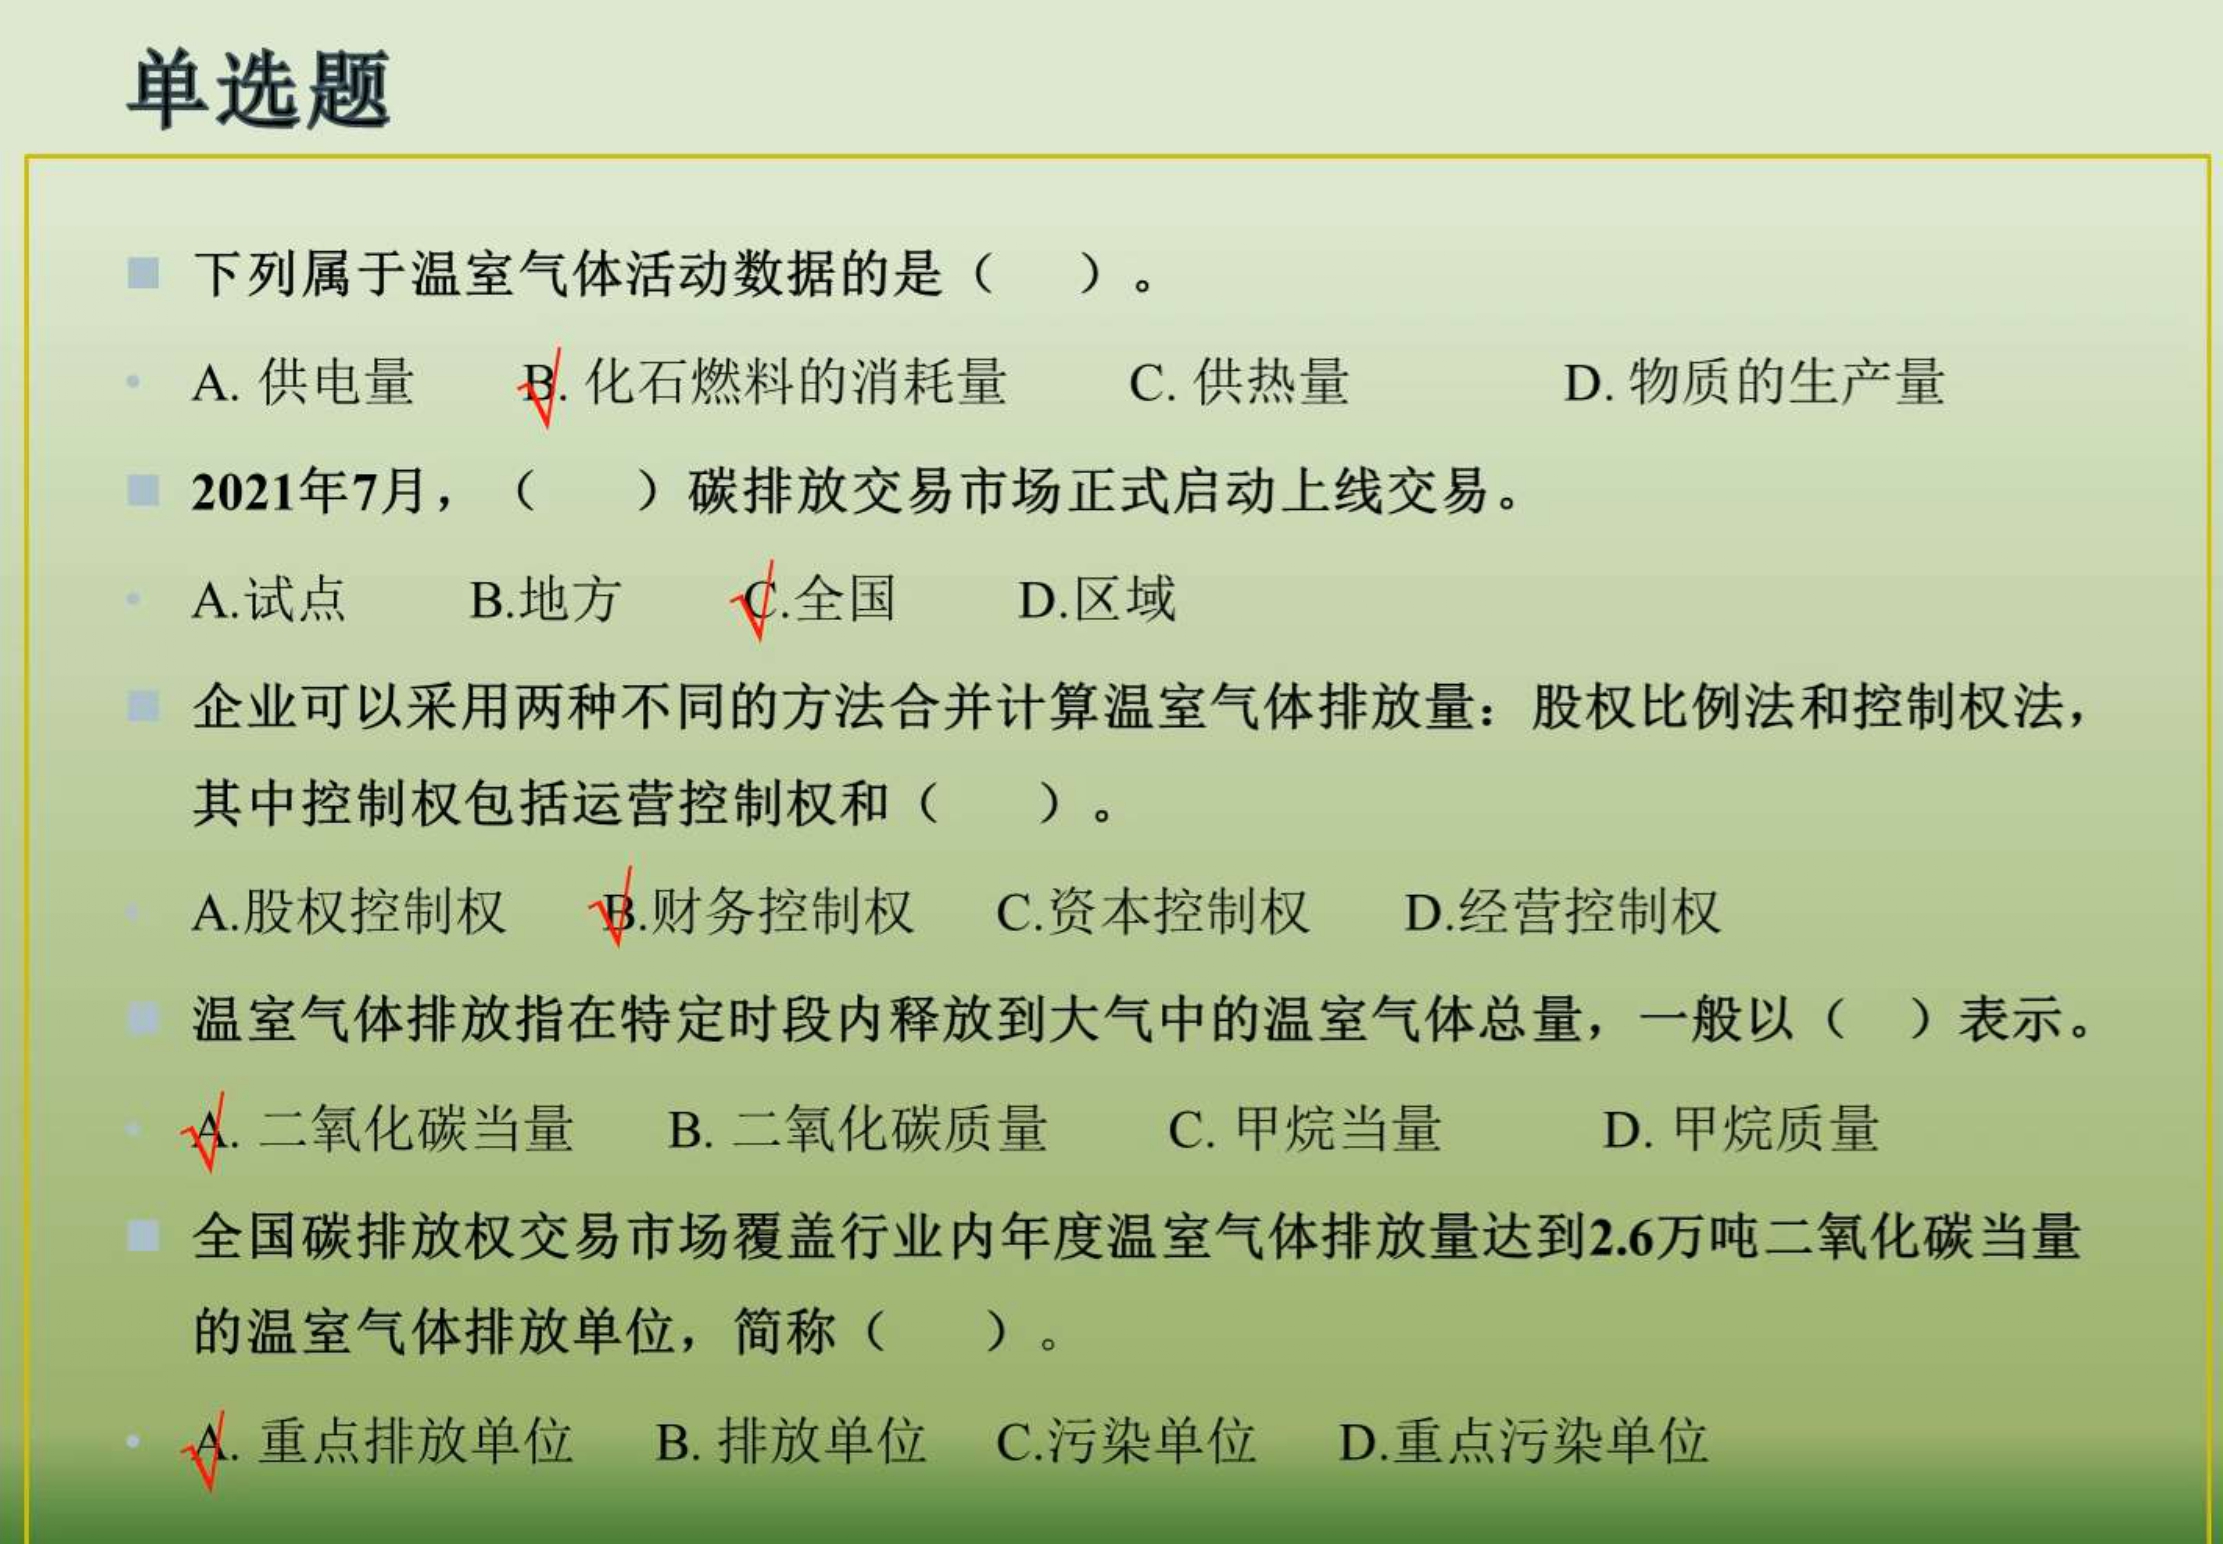 单选题
下列属于温室气体活动数据的是（ ）。
A. 供电量 B. 化石燃料的消耗量 C. 供热量 D. 物质的生产量
2021年7月，（ ）碳排放交易市场正式启动上线交易。
A.试点 B.地方 C.全国 D.区域
企业可以采用两种不同的方法合并计算温室气体排放量：股权比例法和控制权法，
其中控制权包括运营控制权和（ ）。
A.股权控制权 B.财务控制权 C.资本控制权 D.经营控制权
温室气体排放指在特定时段内释放到大气中的温室气体总量，一般以（ ）表示。
A. 二氧化碳当量 B. 二氧化碳质量 C. 甲烷当量 D. 甲烷质量
全国碳排放权交易市场覆盖行业内年度温室气体排放量达到2.6万吨二氧化碳当量
的温室气体排放单位，简称（ ）。
A. 重点排放单位 B. 排放单位 C.污染单位 D.重点污染单位